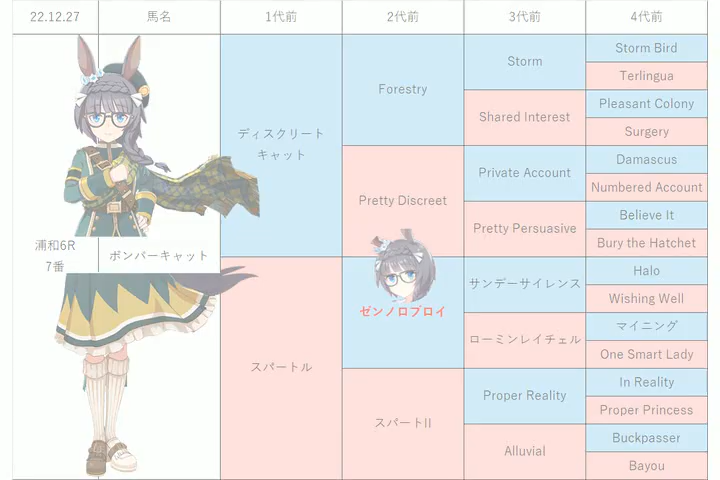 22.12.27 馬名 1代前 2代前 3代前 4代前
浦和6R
7番
ボンバーキャット
ディスクリート
キャット
スパートル
Forestry
Pretty Discreet
ゼンノロブロイ
スパートII
Storm
Shared Interest
Private Account
Pretty Persuasive
サンデーサイレンス
ローミンレイチェル
Proper Reality
Alluvial
Storm Bird
Terlingua
Pleasant Colony
Surgery
Damascus
Numbered Account
Believe It
Bury the Hatchet
Halo
Wishing Well
マイニング
One Smart Lady
In Reality
Proper Princess
Buckpasser
Bayou